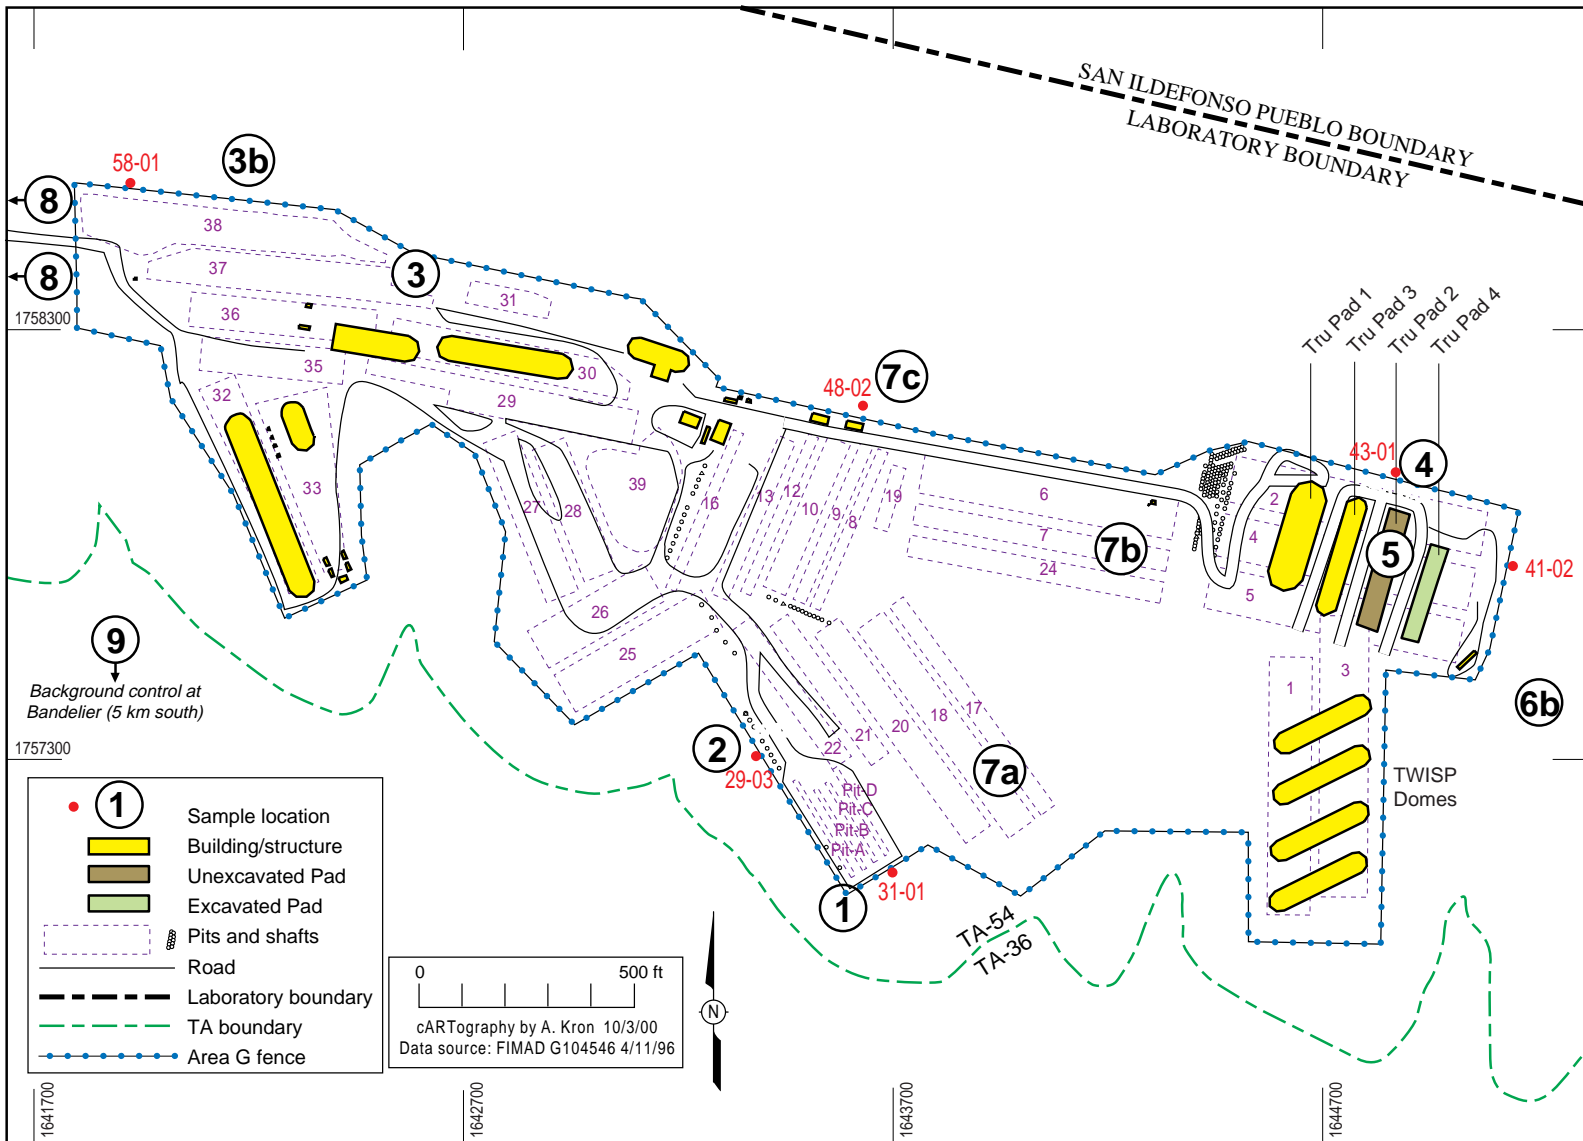 SAN ILDEFONSO PUEBLO BOUNDARY
LABORATORY BOUNDARY
58-01
3b
8
38
37
3
8
31
36
1758300
Tru Pad 1
Tru Pad 3
Tru Pad 2
Tru Pad 4
35
30
32
29
48-02
7c
33
27
28
39
16
13
12
10
9
8
19
6
7
24
7b
2
4
5
43-01
4
5
41-02
26
25
9
Background control at
Bandelier (5 km south)
3
1
6b
20
18
17
21
22
7a
2
29-03
1757300
TWISP
Domes
Pit-D
Pit-C
Pit-B
Pit-A
1
31-01
TA-54
TA-36
1
Sample location
Building/structure
Unexcavated Pad
Excavated Pad
Pits and shafts
Road
Laboratory boundary
TA boundary
Area G fence
0 500 ft
cARTography by A. Kron 10/3/00
Data source: FIMAD G104546 4/11/96
N
1641700
1642700
1643700
1644700